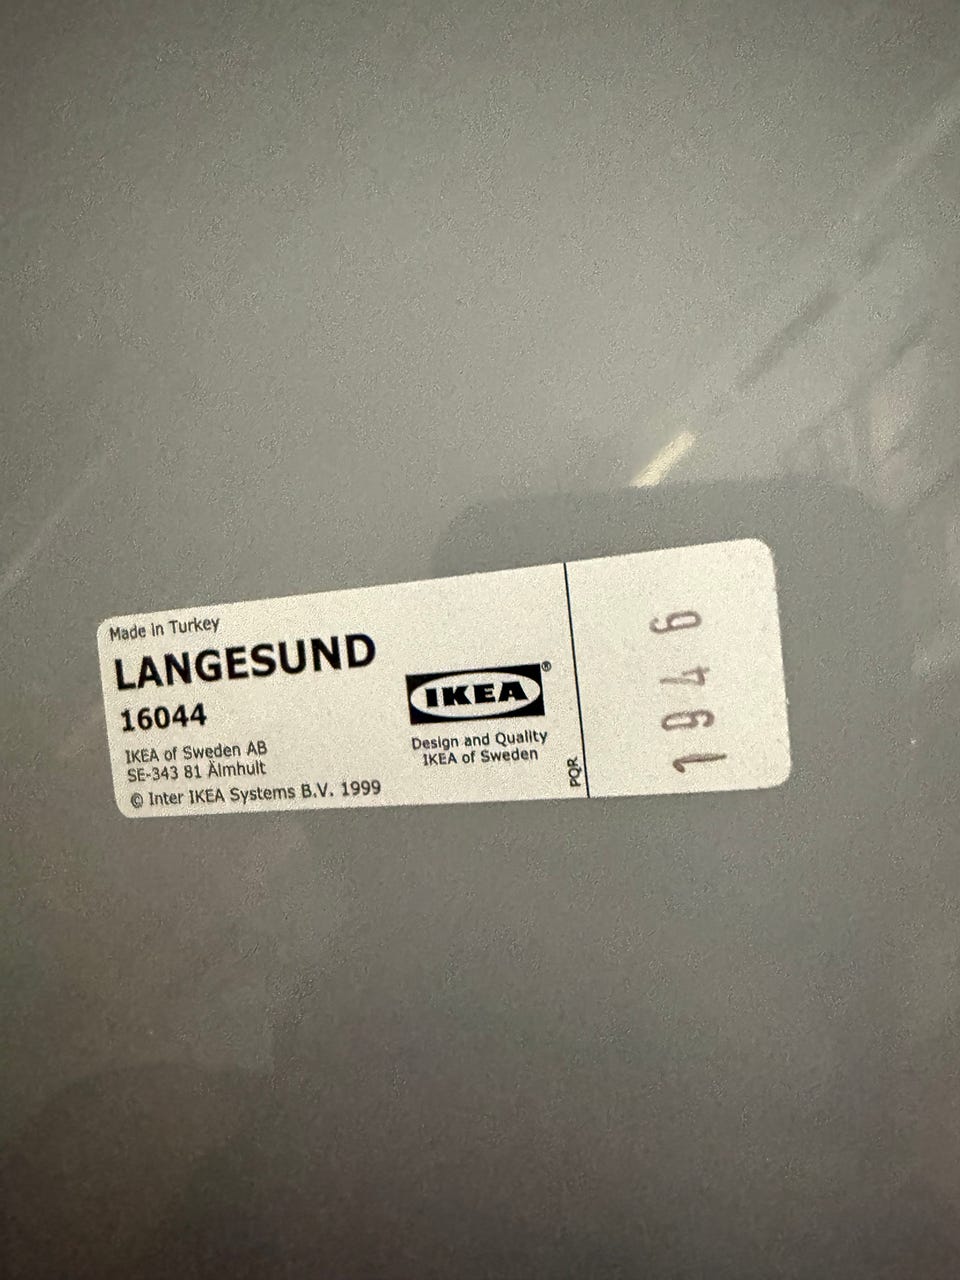 Made in Turkey
LANGESUND
16044
IKEA of Sweden AB
SE-343 81 Älmhult
© Inter IKEA Systems B.V. 1999
IKEA®
Design and Quality
IKEA of Sweden
PQR
1946